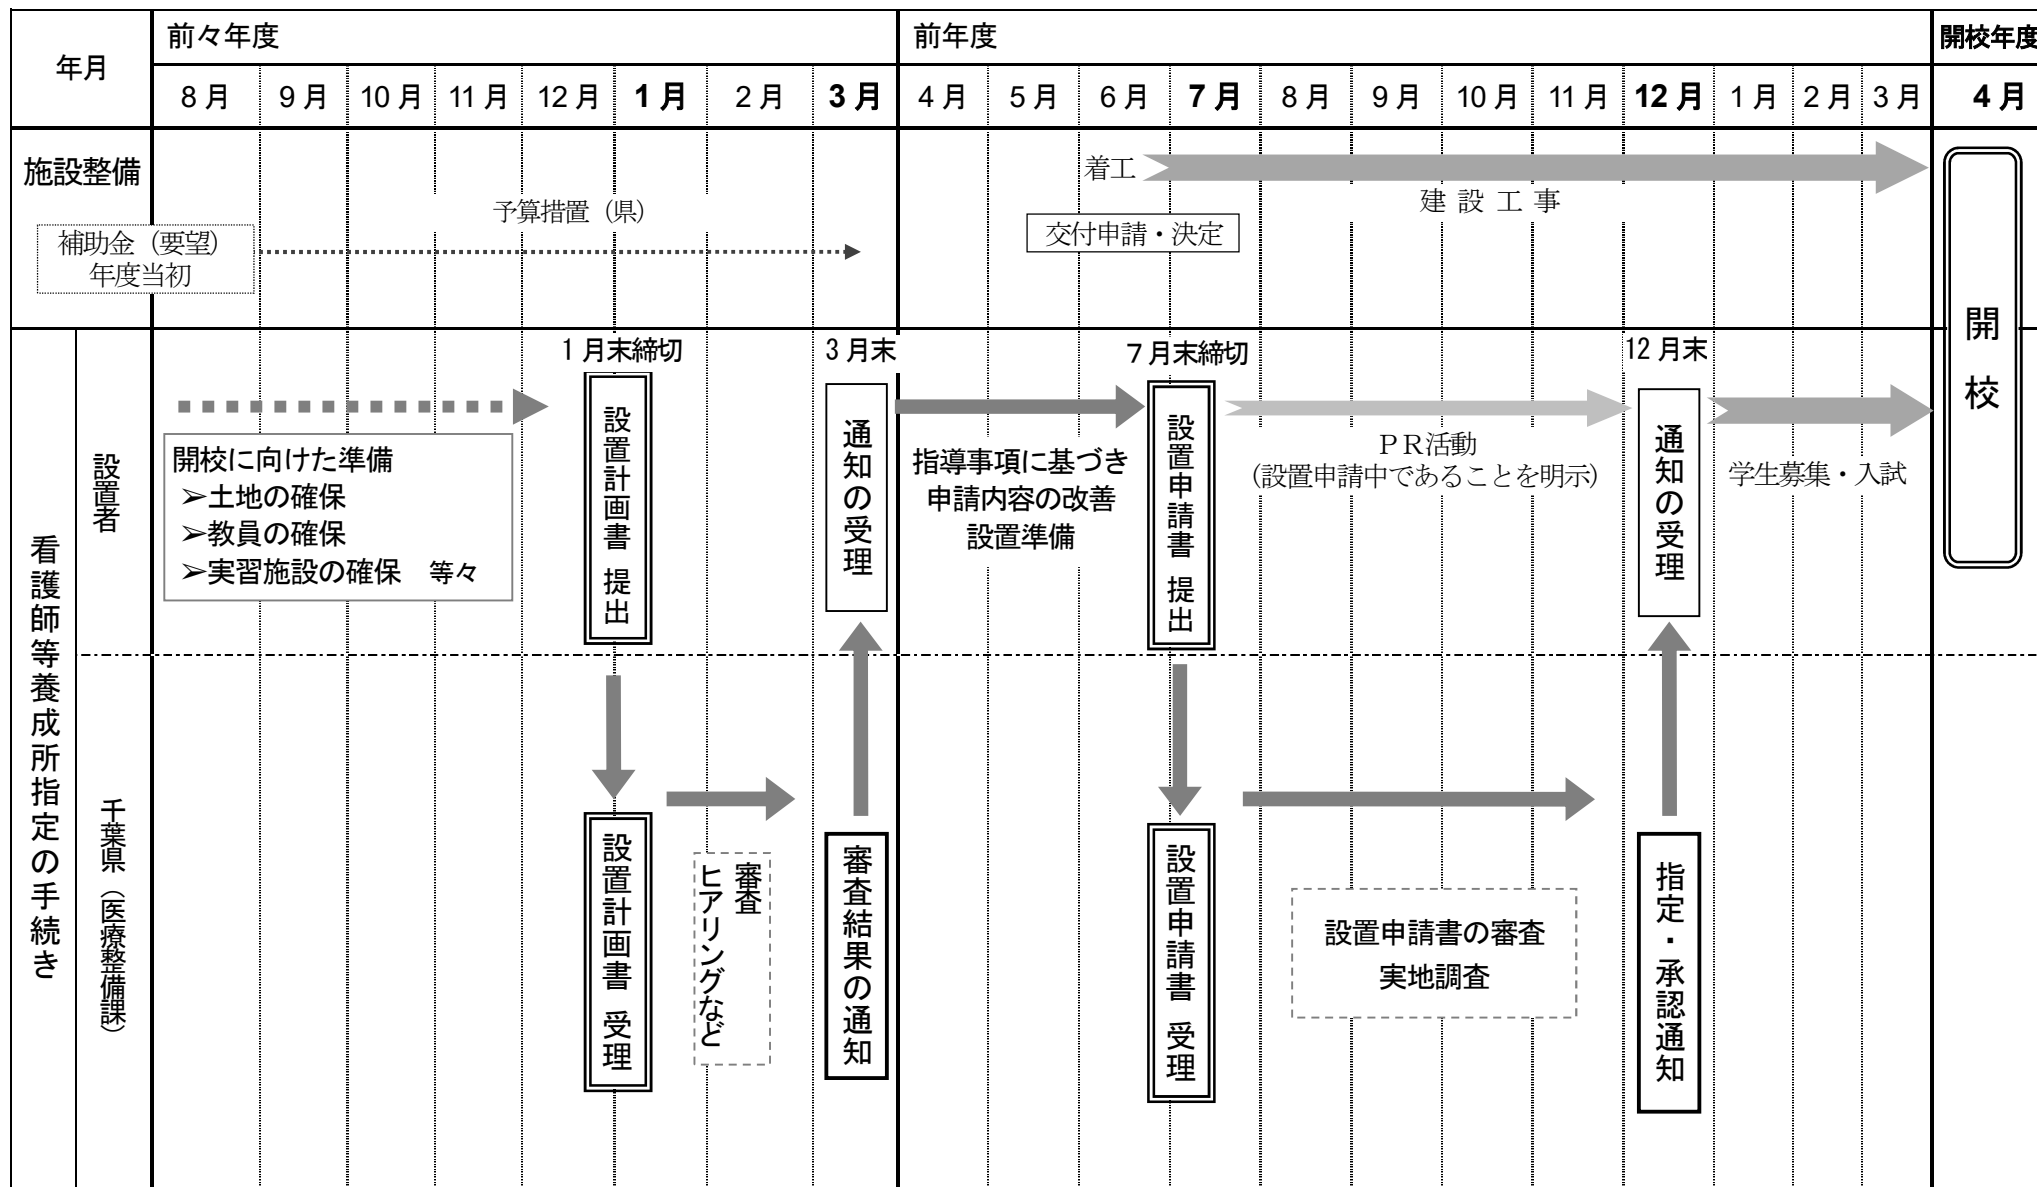 年月
前々年度
前年度
開校年度
8月 9月 10月 11月 12月 1月 2月 3月 4月 5月 6月 7月 8月 9月 10月 11月 12月 1月 2月 3月 4月
施設整備
着工
建設工事
予算措置（県）
補助金（要望）
年度当初
交付申請・決定
開校
看護師等養成所指定の手続き
設置者
1月末締切
3月末
7月末締切
12月末
開校に向けた準備
➢土地の確保
➢教員の確保
➢実習施設の確保　等々
設置計画書 提出
通知の受理
指導事項に基づき
申請内容の改善
設置準備
設置申請書 提出
ＰＲ活動
（設置申請中であることを明示）
通知の受理
学生募集・入試
千葉県（医療整備課）
設置計画書 受理
審査
ヒアリングなど
審査結果の通知
設置申請書 受理
設置申請書の審査
実地調査
指定・承認通知